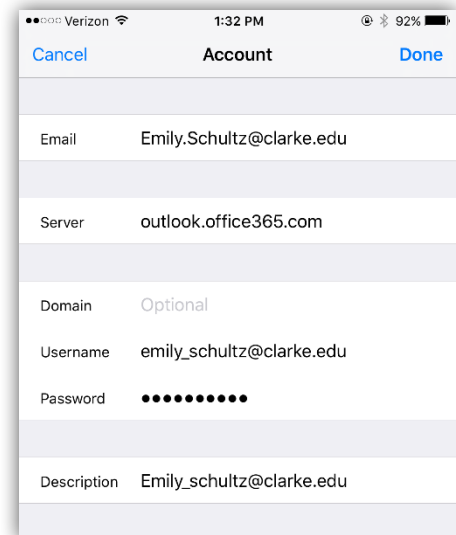 Verizon 1:32 PM 92%
Cancel Account Done
Email Emily.Schultz@clarke.edu
Server outlook.office365.com
Domain Optional
Username emily_schultz@clarke.edu
Password ●●●●●●●●●●
Description Emily_schultz@clarke.edu